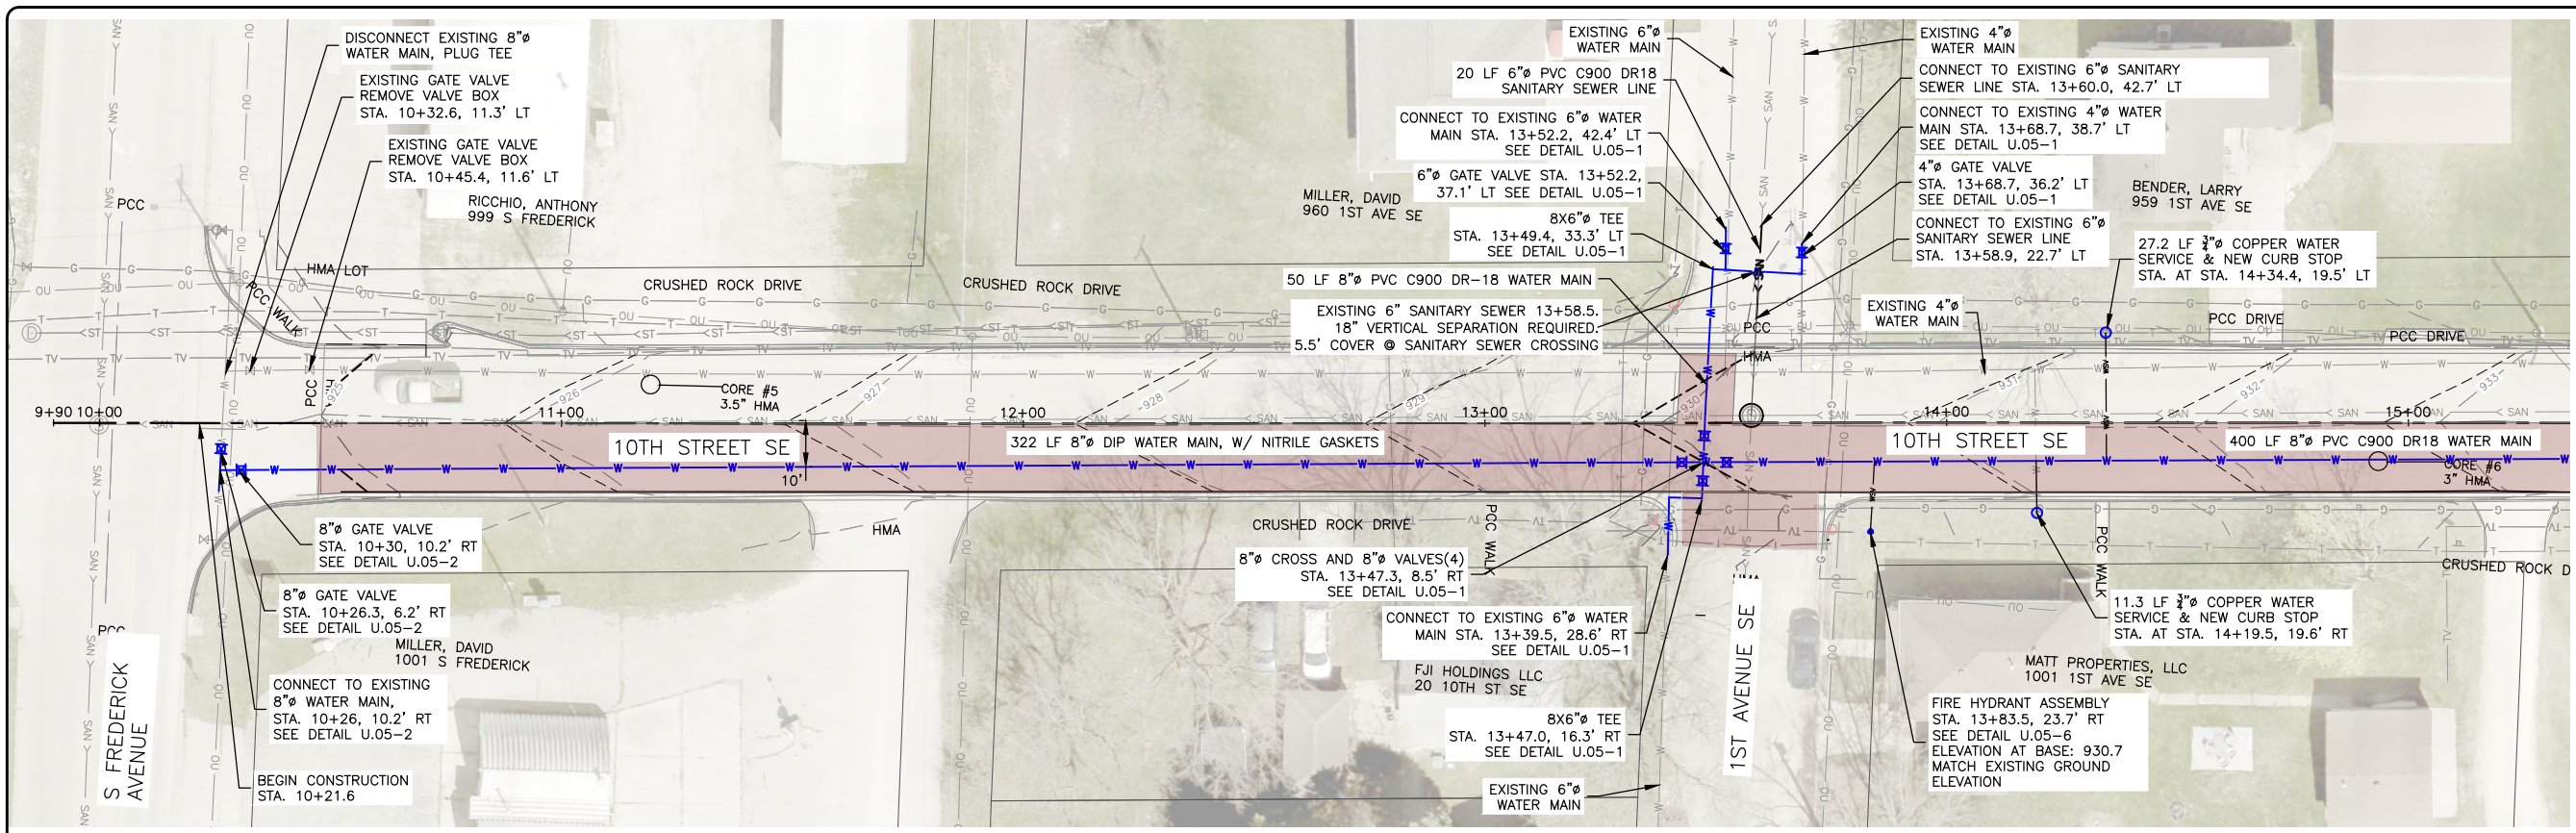 DISCONNECT EXISTING 8"ø
WATER MAIN, PLUG TEE
EXISTING GATE VALVE
REMOVE VALVE BOX
STA. 10+32.6, 11.3' LT
EXISTING GATE VALVE
REMOVE VALVE BOX
STA. 10+45.4, 11.6' LT
RICCHIO, ANTHONY
999 S FREDERICK
PCC
HMA LOT
PCC WALK
PCC
CRUSHED ROCK DRIVE
CRUSHED ROCK DRIVE
EXISTING 6"ø
WATER MAIN
20 LF 6"ø PVC C900 DR18
SANITARY SEWER LINE
CONNECT TO EXISTING 6"ø WATER
MAIN STA. 13+52.2, 42.4' LT
SEE DETAIL U.05-1
6"ø GATE VALVE STA. 13+52.2,
37.1' LT SEE DETAIL U.05-1
MILLER, DAVID
960 1ST AVE SE
8X6"ø TEE
STA. 13+49.4, 33.3' LT
SEE DETAIL U.05-1
50 LF 8"ø PVC C900 DR-18 WATER MAIN
EXISTING 6" SANITARY SEWER 13+58.5.
18" VERTICAL SEPARATION REQUIRED.
5.5' COVER @ SANITARY SEWER CROSSING
EXISTING 4"ø
WATER MAIN
CONNECT TO EXISTING 6"ø SANITARY
SEWER LINE STA. 13+60.0, 42.7' LT
CONNECT TO EXISTING 4"ø WATER
MAIN STA. 13+68.7, 38.7' LT
SEE DETAIL U.05-1
4"ø GATE VALVE
STA. 13+68.7, 36.2' LT
SEE DETAIL U.05-1
CONNECT TO EXISTING 6"ø
SANITARY SEWER LINE
STA. 13+58.9, 22.7' LT
BENDER, LARRY
959 1ST AVE SE
27.2 LF ¾"ø COPPER WATER
SERVICE & NEW CURB STOP
STA. AT STA. 14+34.4, 19.5' LT
EXISTING 4"ø
WATER MAIN
PCC DRIVE
PCC DRIVE
PCC
HMA
925
926
927
928
929
930
931
932
933
CORE #5
3.5" HMA
9+90 10+00
11+00
12+00
13+00
14+00
15+00
10TH STREET SE
322 LF 8"ø DIP WATER MAIN, W/ NITRILE GASKETS
10TH STREET SE
400 LF 8"ø PVC C900 DR18 WATER MAIN
10'
CORE #6
3" HMA
8"ø GATE VALVE
STA. 10+30, 10.2' RT
SEE DETAIL U.05-2
8"ø GATE VALVE
STA. 10+26.3, 6.2' RT
SEE DETAIL U.05-2
MILLER, DAVID
1001 S FREDERICK
PCC
S FREDERICK
AVENUE
CONNECT TO EXISTING
8"ø WATER MAIN,
STA. 10+26, 10.2' RT
SEE DETAIL U.05-2
BEGIN CONSTRUCTION
STA. 10+21.6
HMA
CRUSHED ROCK DRIVE
PCC WALK
8"ø CROSS AND 8"ø VALVES(4)
STA. 13+47.3, 8.5' RT
SEE DETAIL U.05-1
CONNECT TO EXISTING 6"ø WATER
MAIN STA. 13+39.5, 28.6' RT
SEE DETAIL U.05-1
FJI HOLDINGS LLC
20 10TH ST SE
8X6"ø TEE
STA. 13+47.0, 16.3' RT
SEE DETAIL U.05-1
EXISTING 6"ø
WATER MAIN
1ST AVENUE SE
PCC WALK
CRUSHED ROCK D
11.3 LF ¾"ø COPPER WATER
SERVICE & NEW CURB STOP
STA. AT STA. 14+19.5, 19.6' RT
MATT PROPERTIES, LLC
1001 1ST AVE SE
FIRE HYDRANT ASSEMBLY
STA. 13+83.5, 23.7' RT
SEE DETAIL U.05-6
ELEVATION AT BASE: 930.7
MATCH EXISTING GROUND
ELEVATION